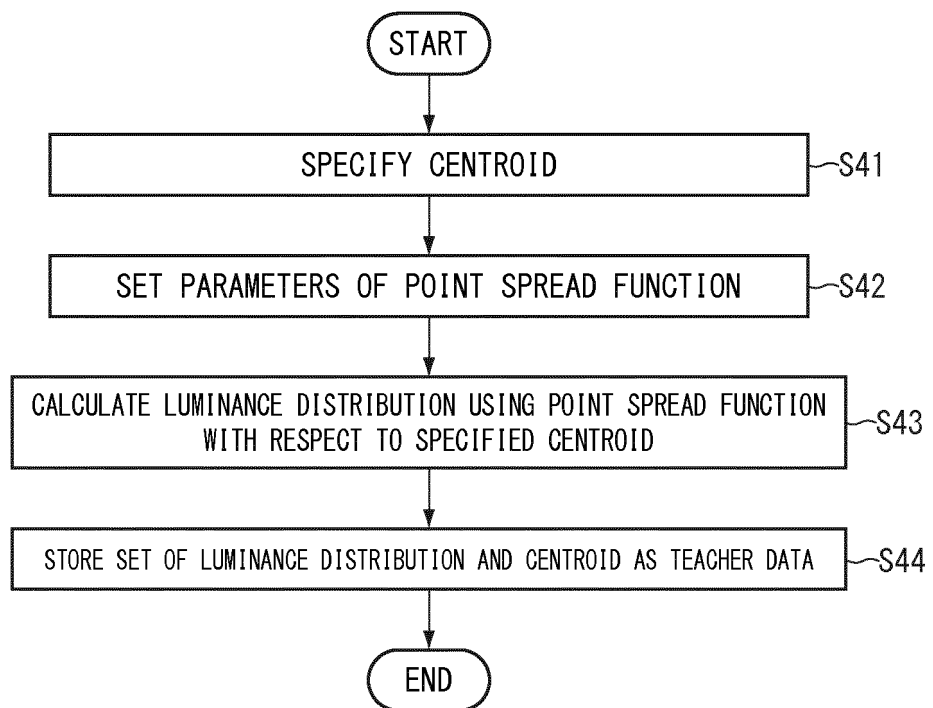 START
SPECIFY CENTROID
S41
SET PARAMETERS OF POINT SPREAD FUNCTION
S42
CALCULATE LUMINANCE DISTRIBUTION USING POINT SPREAD FUNCTION
WITH RESPECT TO SPECIFIED CENTROID
S43
STORE SET OF LUMINANCE DISTRIBUTION AND CENTROID AS TEACHER DATA
S44
END